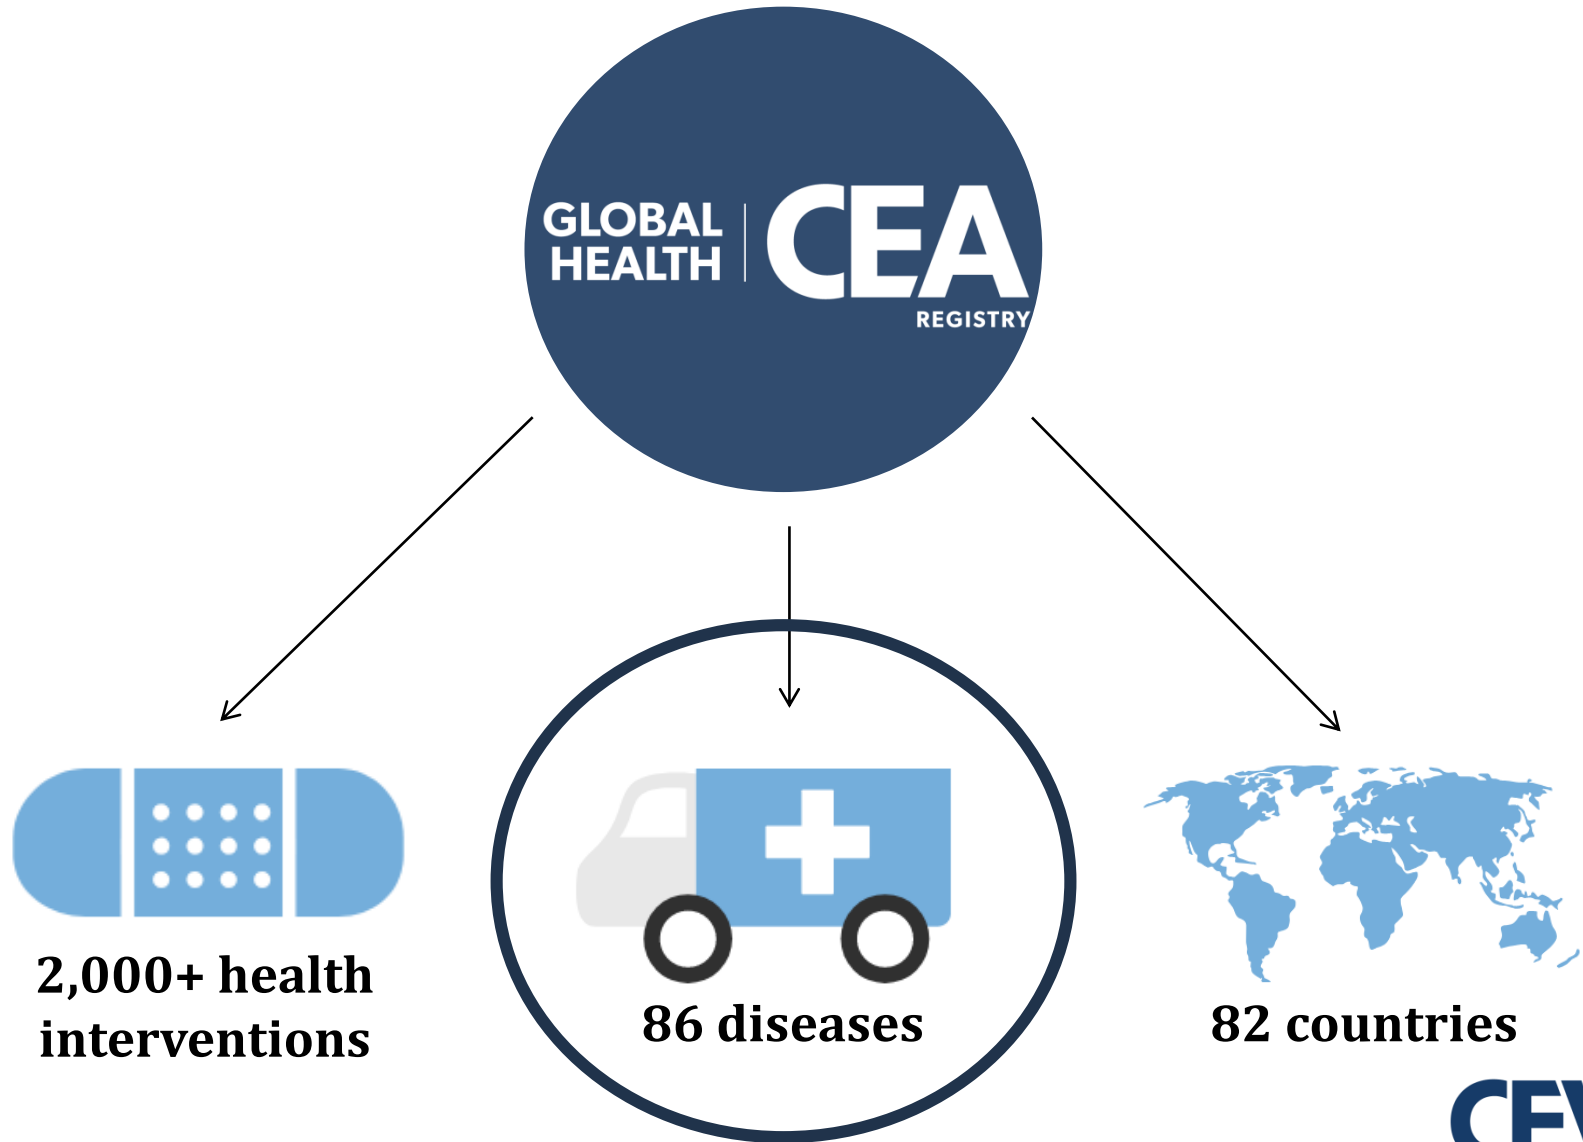 GLOBAL
HEALTH
CEA
REGISTRY
2,000+ health
interventions
86 diseases
82 countries